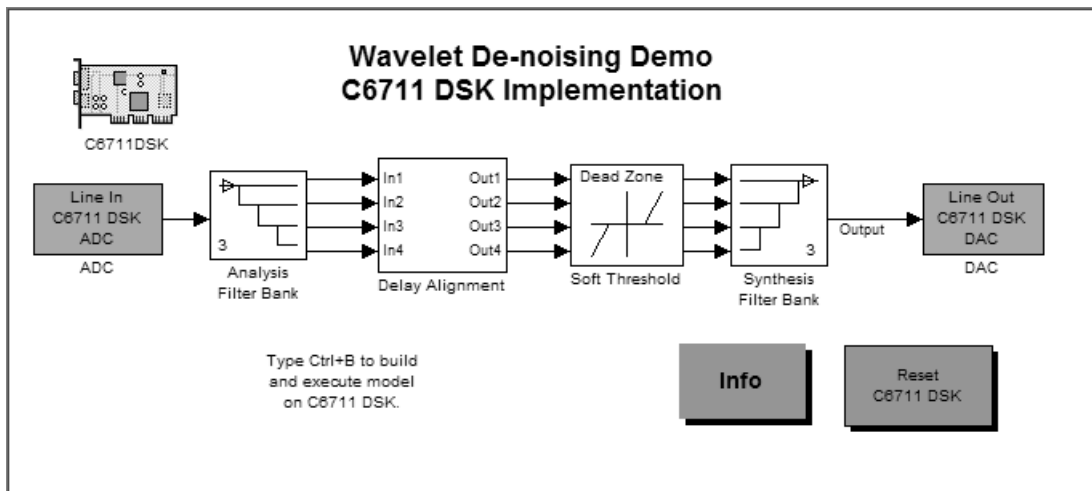 Wavelet De-noising Demo
C6711 DSK Implementation
C6711DSK
Line In
C6711 DSK
ADC
ADC
3
Analysis
Filter Bank
In1
In2
In3
In4
Out1
Out2
Out3
Out4
Delay Alignment
Dead Zone
Soft Threshold
3
Synthesis
Filter Bank
Output
Line Out
C6711 DSK
DAC
DAC
Type Ctrl+B to build
and execute model
on C6711 DSK.
Info
Reset
C6711 DSK